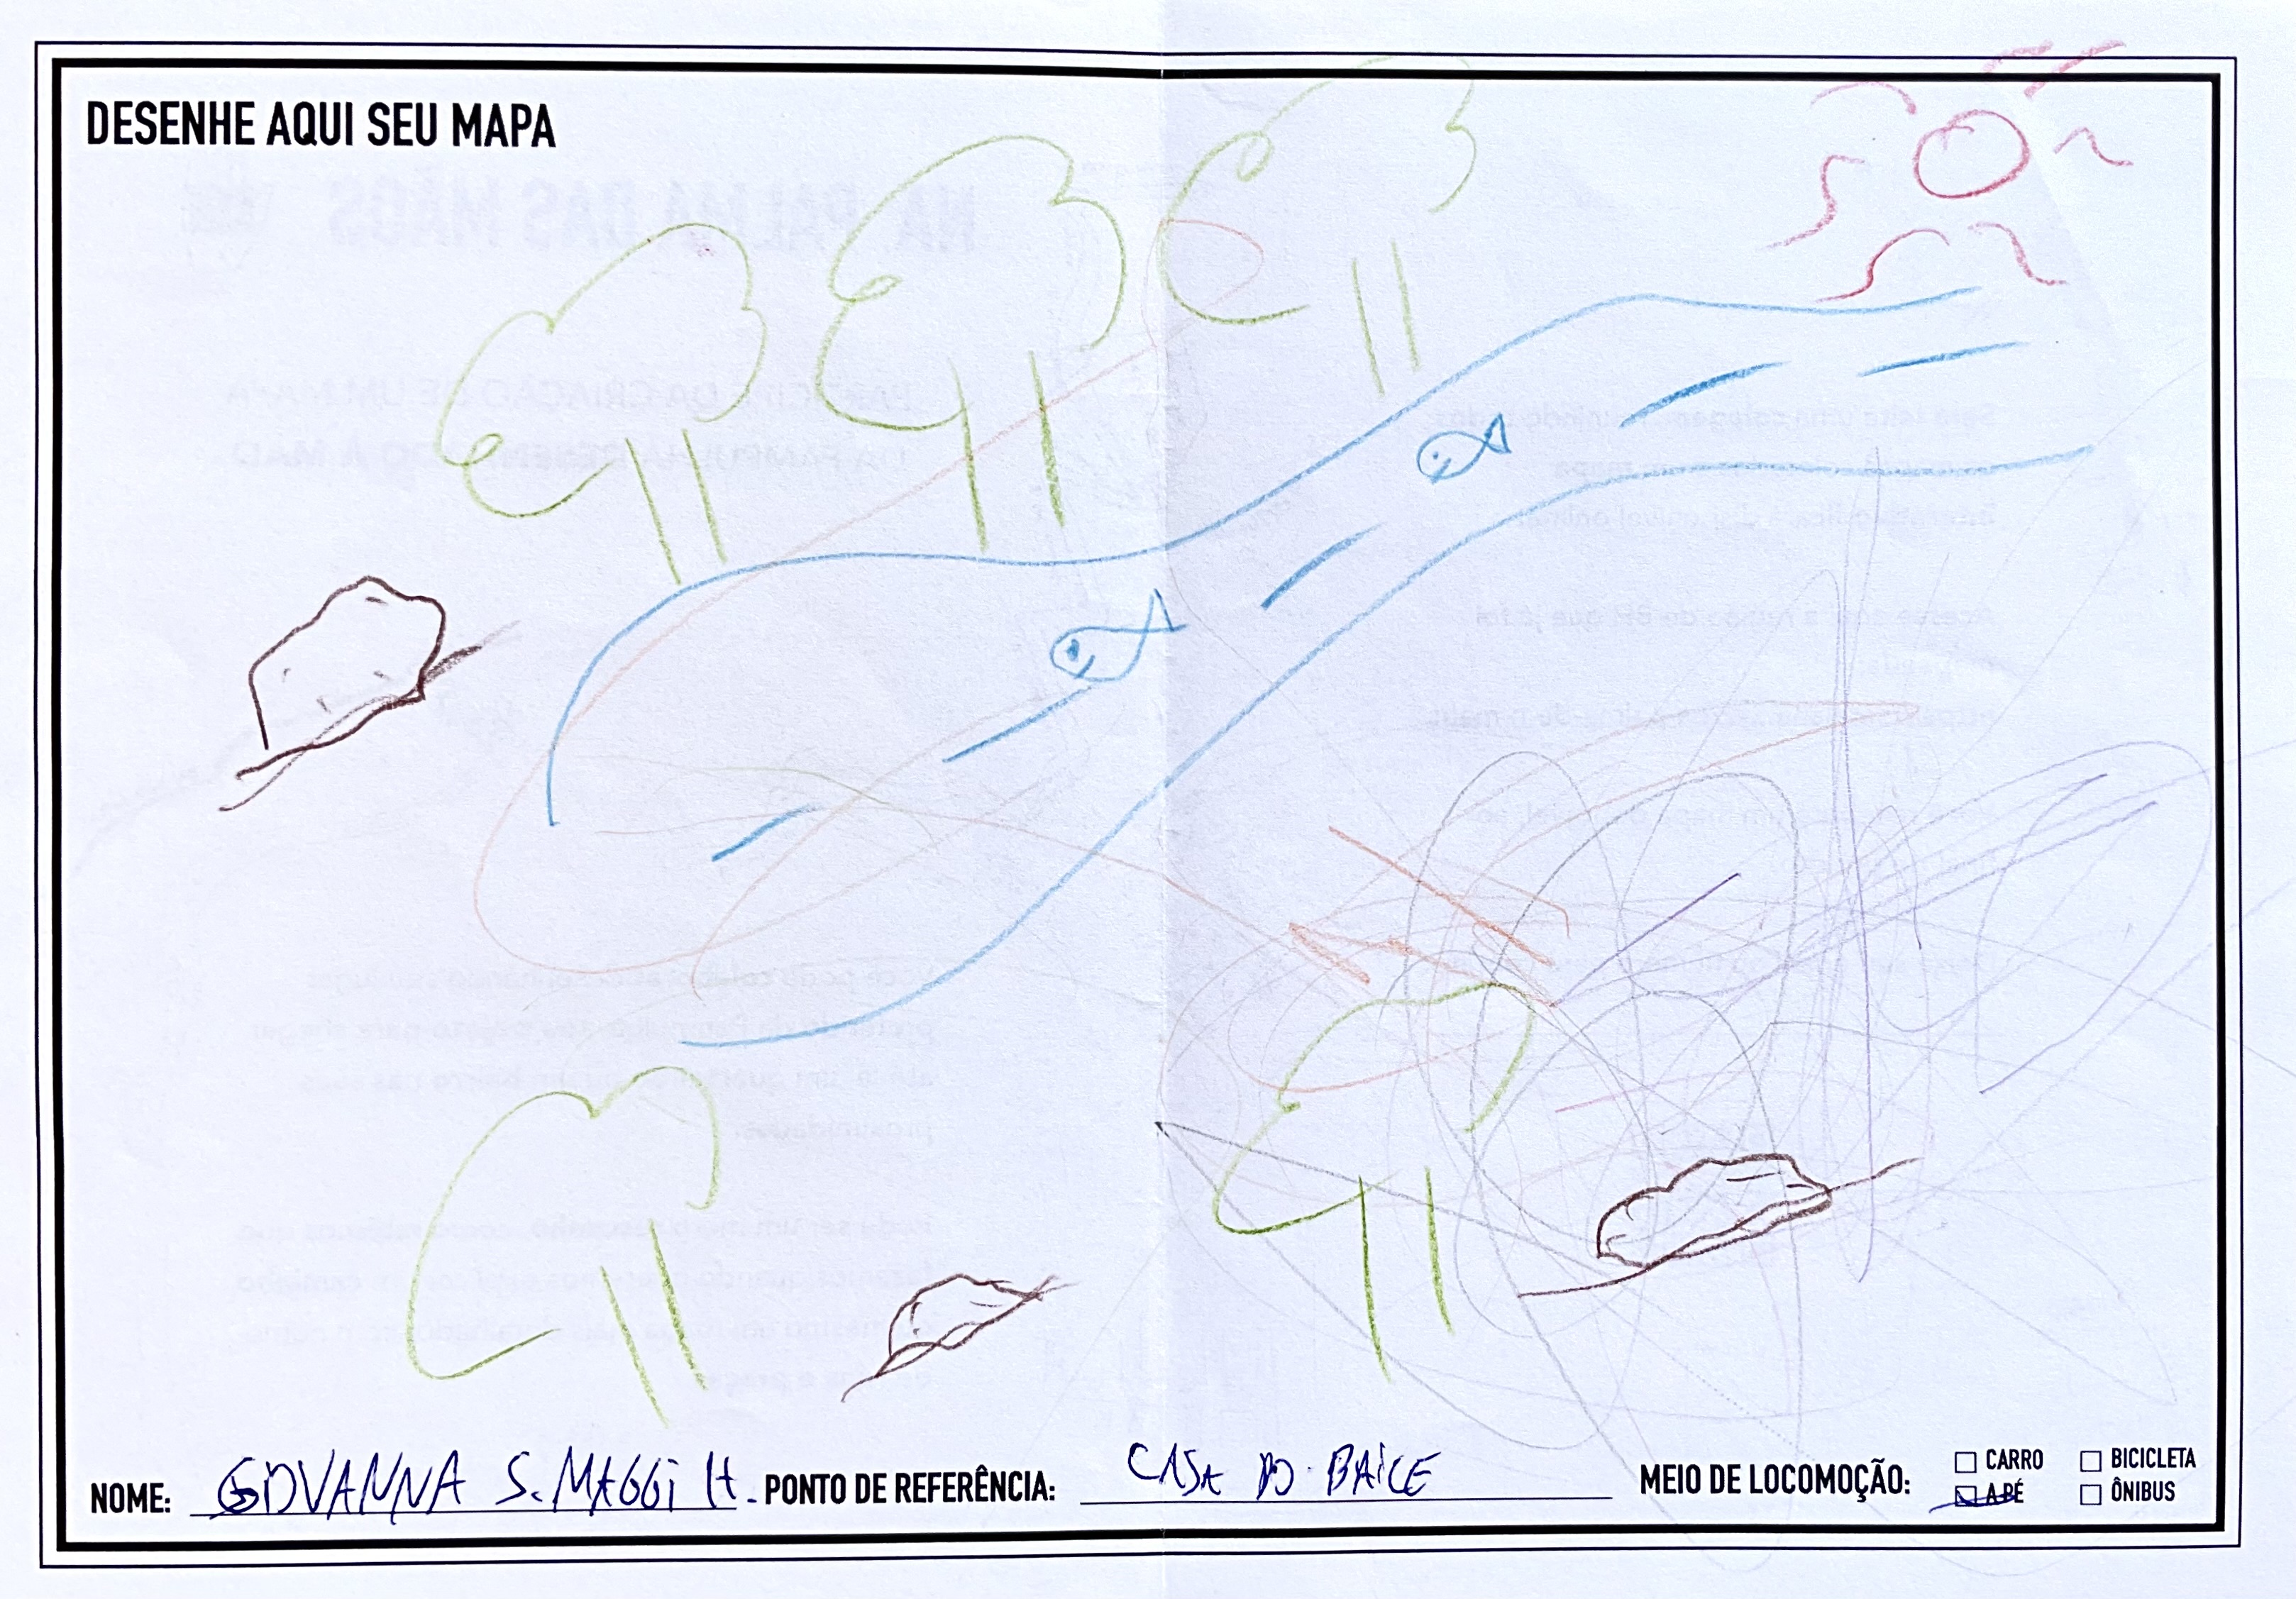 DESENHE AQUI SEU MAPA
NOME: GIOVANNA S. MAGGI H. PONTO DE REFERÊNCIA: CASA DO BAILE MEIO DE LOCOMOÇÃO: CARRO BICICLETA
A PÉ ÔNIBUS